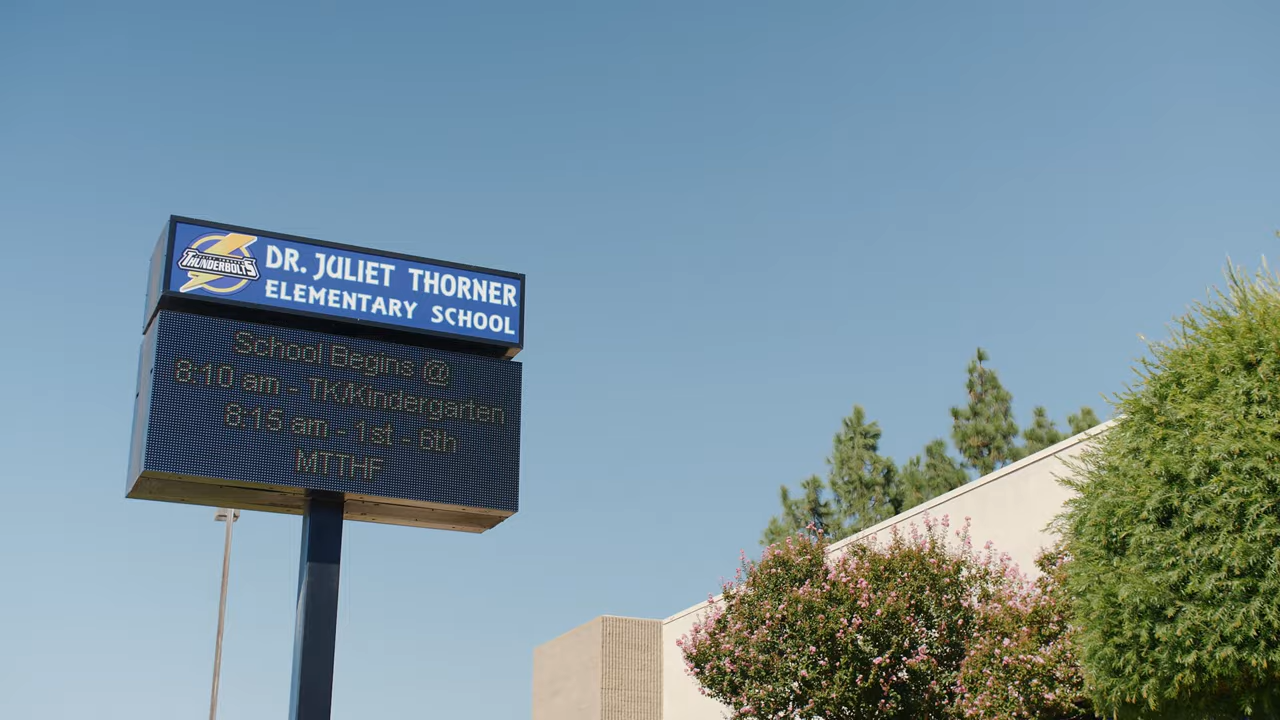 THUNDERBOLTS
DR. JULIET THORNER
ELEMENTARY SCHOOL
School Begins @
8:10 am - TK/Kindergarten
8:15 am - 1st - 6th
MTTHF